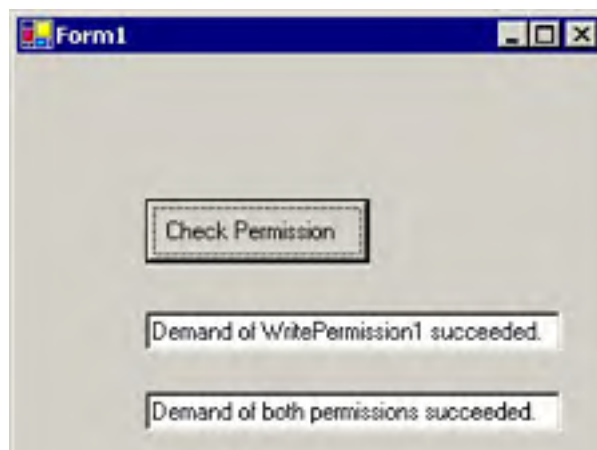 Form1
Check Permission
Demand of WritePermission1 succeeded.
Demand of both permissions succeeded.